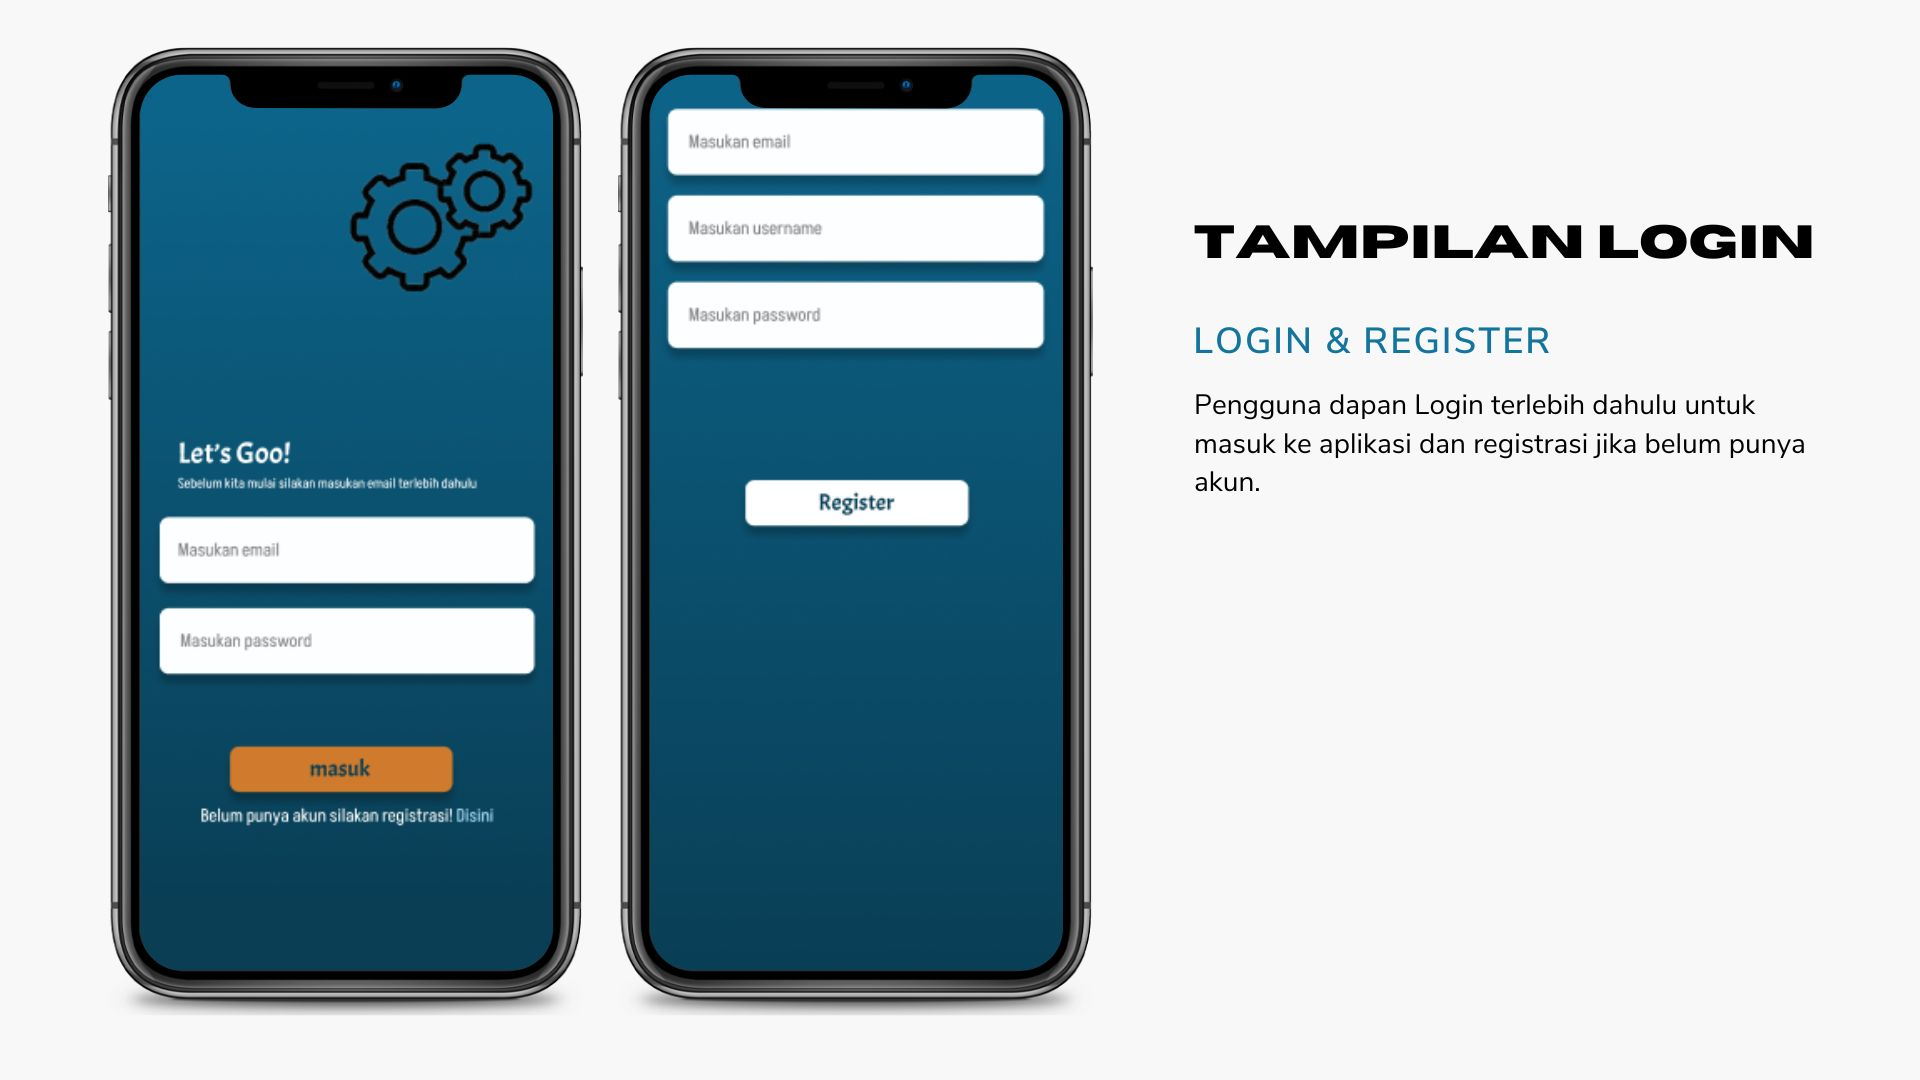 Let's Goo!
Sebelum kita mulai silakan masukan email terlebih dahulu
Masukan email
Masukan password
masuk
Belum punya akun silakan registrasi! Disini
Masukan email
Masukan username
Masukan password
Register
TAMPILAN LOGIN
LOGIN & REGISTER
Pengguna dapan Login terlebih dahulu untuk
masuk ke aplikasi dan registrasi jika belum punya
akun.